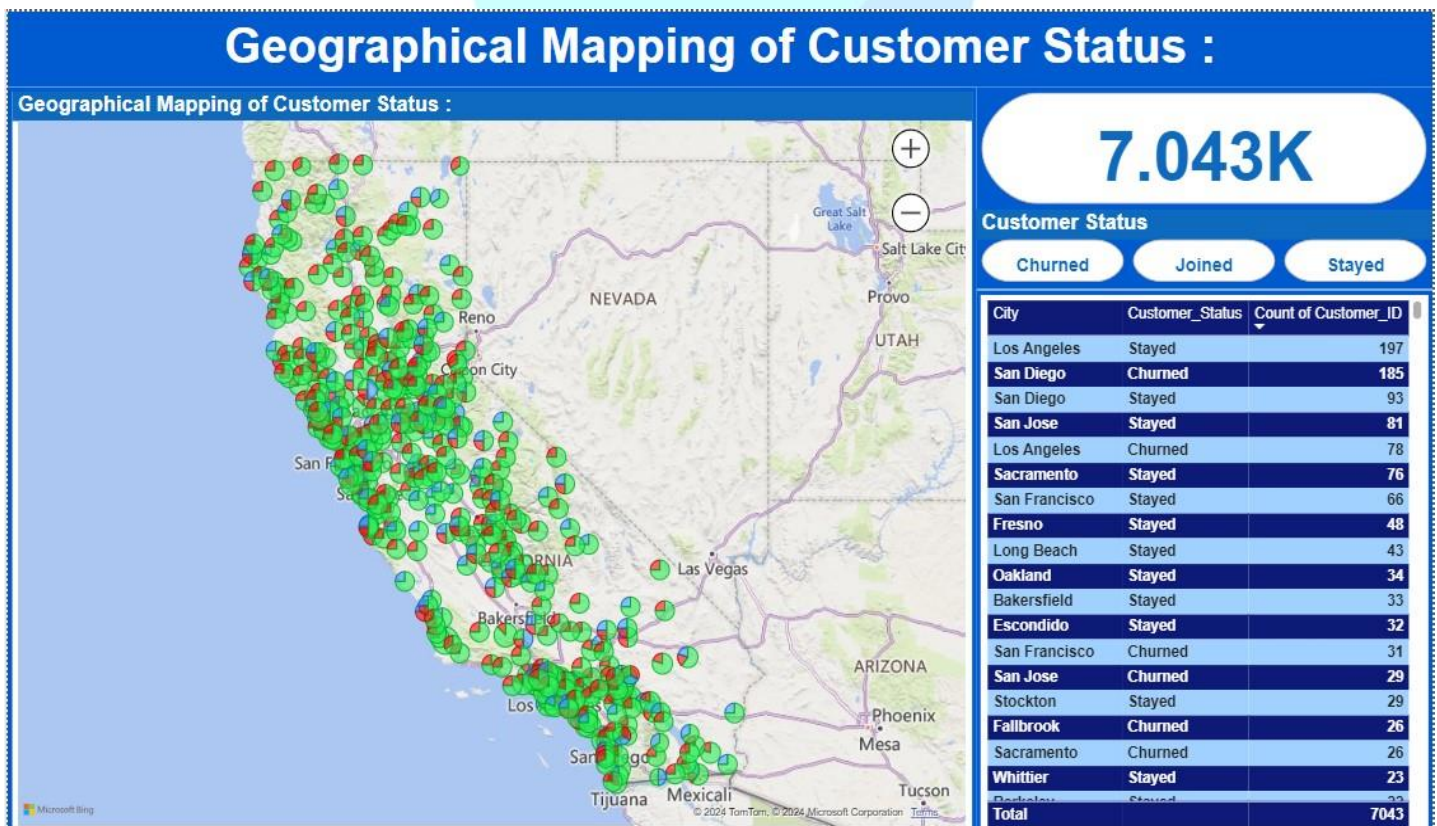 Geographical Mapping of Customer Status :
Geographical Mapping of Customer Status :
7.043K
Customer Status
Churned Joined Stayed
City Customer_Status Count of Customer_ID
Los Angeles Stayed 197
San Diego Churned 185
San Diego Stayed 93
San Jose Stayed 81
Los Angeles Churned 78
Sacramento Stayed 76
San Francisco Stayed 66
Fresno Stayed 48
Long Beach Stayed 43
Oakland Stayed 34
Bakersfield Stayed 33
Escondido Stayed 32
San Francisco Churned 31
San Jose Churned 29
Stockton Stayed 29
Fallbrook Churned 26
Sacramento Churned 26
Whittier Stayed 23
Total 7043
Great Salt
Lake
Salt Lake Cit
NEVADA
Provo
Reno
UTAH
San F
Las Vegas
Bakersfield
ARIZONA
Los
Phoenix
Mesa
San
Tijuana
Mexicali
Tucson
Microsoft Bing
© 2024 TomTom, © 2024 Microsoft Corporation Terms